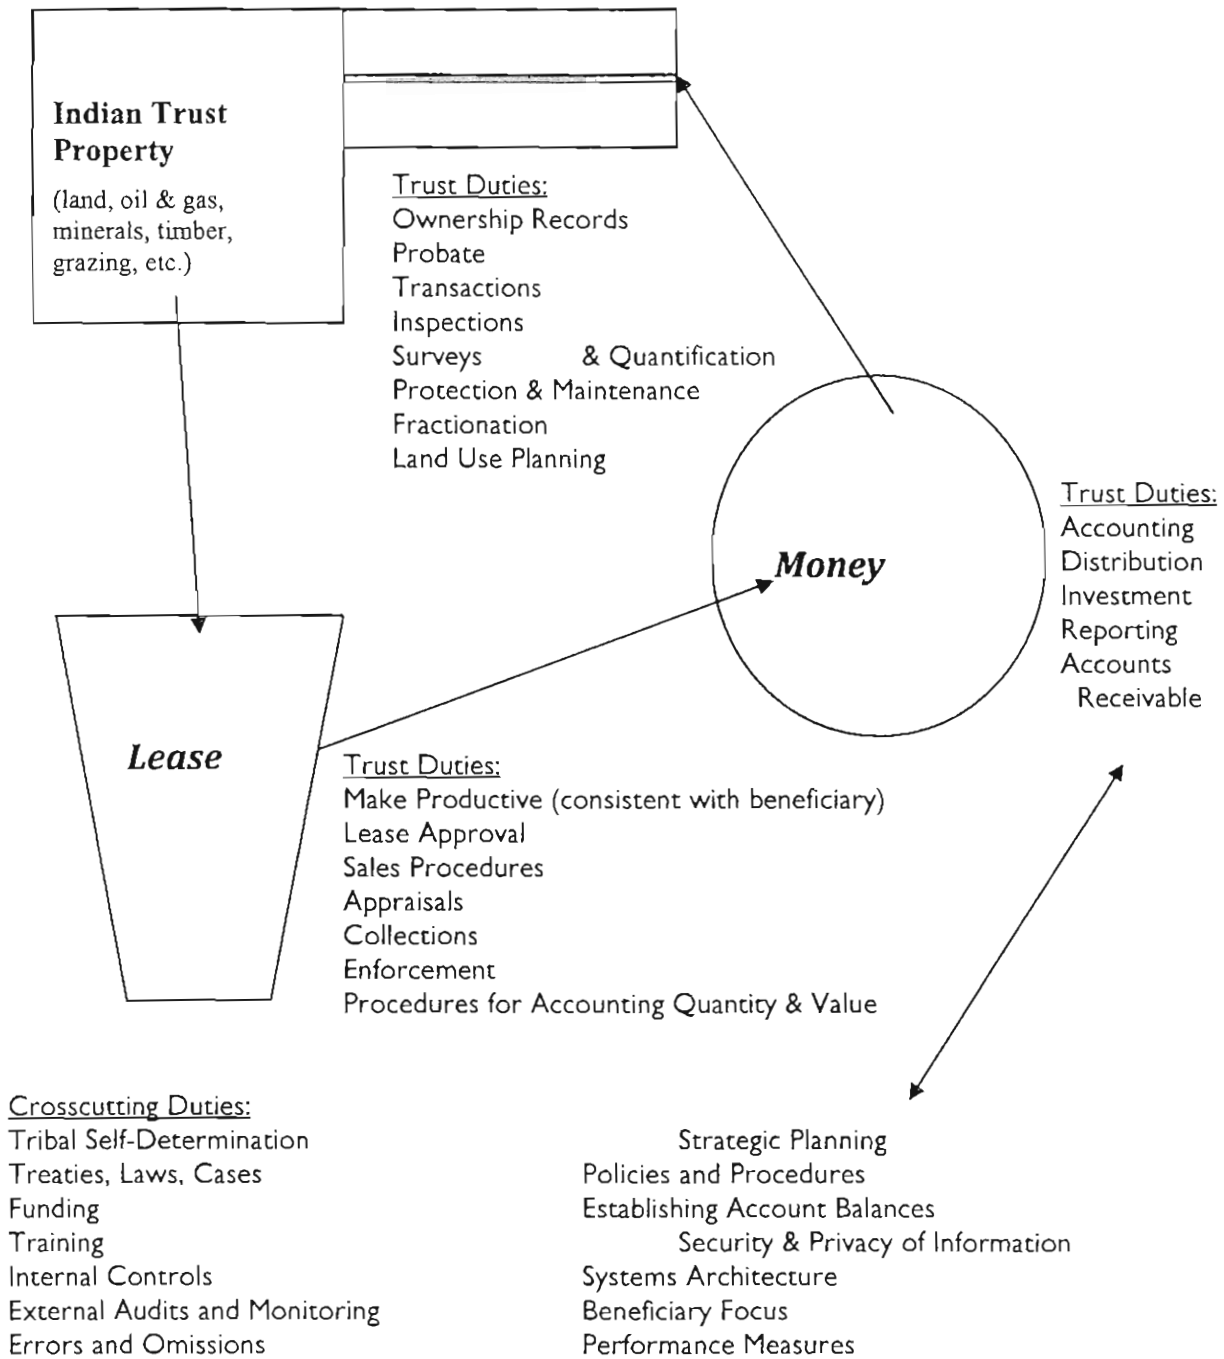 Indian Trust
Property
(land, oil & gas,
minerals, timber,
grazing, etc.)
Trust Duties:
Ownership Records
Probate
Transactions
Inspections
Surveys & Quantification
Protection & Maintenance
Fractionation
Land Use Planning
Money
Trust Duties:
Accounting
Distribution
Investment
Reporting
Accounts
Receivable
Lease
Trust Duties:
Make Productive (consistent with beneficiary)
Lease Approval
Sales Procedures
Appraisals
Collections
Enforcement
Procedures for Accounting Quantity & Value
Crosscutting Duties:
Tribal Self-Determination
Treaties, Laws, Cases
Funding
Training
Internal Controls
External Audits and Monitoring
Errors and Omissions
Strategic Planning
Policies and Procedures
Establishing Account Balances
Security & Privacy of Information
Systems Architecture
Beneficiary Focus
Performance Measures